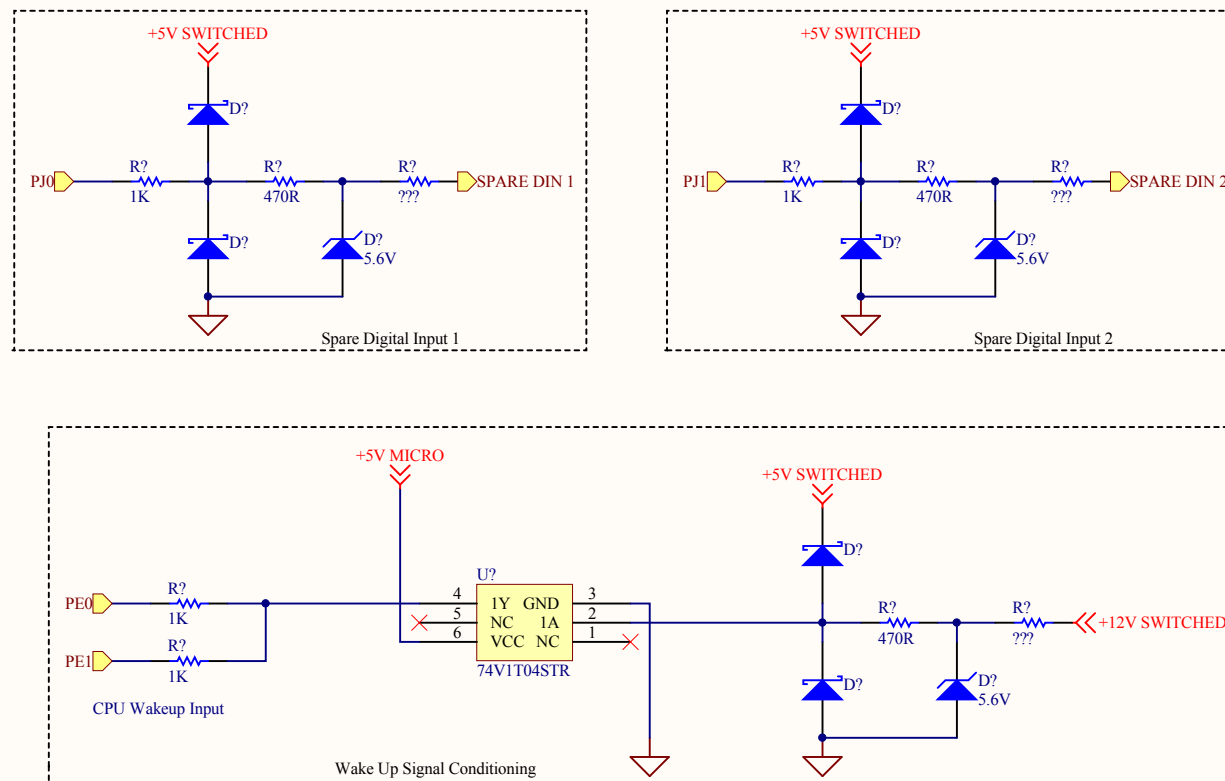 +5V SWITCHED
D?
PJ0
R?
1K
R?
470R
R?
???
SPARE DIN 1
D?
D?
5.6V
Spare Digital Input 1
+5V SWITCHED
D?
PJ1
R?
1K
R?
470R
R?
???
SPARE DIN 2
D?
D?
5.6V
Spare Digital Input 2
+5V MICRO
+5V SWITCHED
D?
PE0
R?
1K
PE1
R?
1K
CPU Wakeup Input
U?
4 1Y GND 3
5 NC 1A 2
6 VCC NC 1
74V1T04STR
R?
470R
R?
???
+12V SWITCHED
D?
D?
5.6V
Wake Up Signal Conditioning